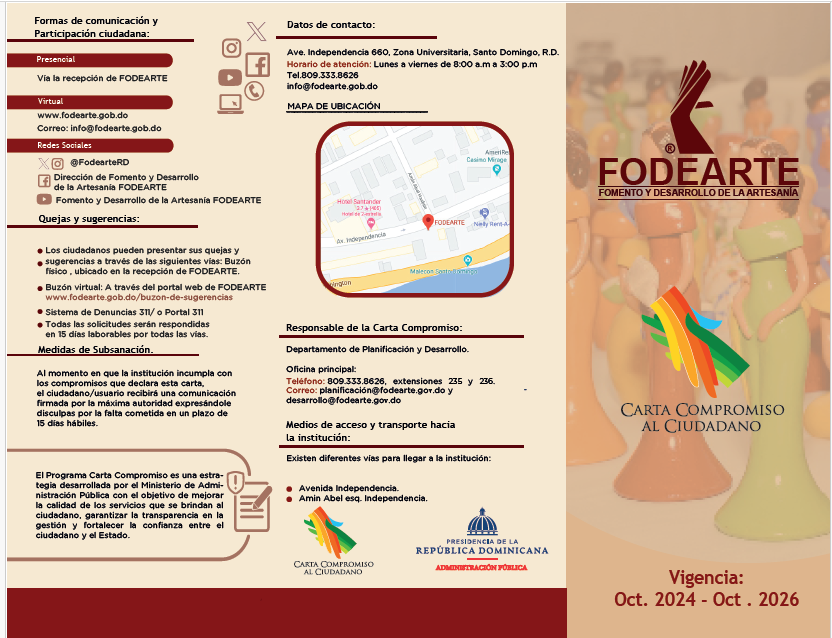 Formas de comunicación y
Participación ciudadana:
Presencial
Vía la recepción de FODEARTE
Virtual
www.fodearte.gob.do
Correo: info@fodearte.gob.do
Redes Sociales
@FodearteRD
Dirección de Fomento y Desarrollo
de la Artesanía FODEARTE
Fomento y Desarrollo de la Artesanía FODEARTE
Quejas y sugerencias:
Los ciudadanos pueden presentar sus quejas y
sugerencias a través de las siguientes vías: Buzón
físico , ubicado en la recepción de FODEARTE.
Buzón virtual: A través del portal web de FODEARTE
www.fodearte.gob.do/buzon-de-sugerencias
Sistema de Denuncias 311/ o Portal 311
Todas las solicitudes serán respondidas
en 15 días laborables por todas las vías.
Medidas de Subsanación.
Al momento en que la institución incumpla con
los compromisos que declara esta carta,
el ciudadano/usuario recibirá una comunicación
firmada por la máxima autoridad expresándole
disculpas por la falta cometida en un plazo de
15 días hábiles.
El Programa Carta Compromiso es una estra-
tegia desarrollada por el Ministerio de Admi-
nistración Pública con el objetivo de mejorar
la calidad de los servicios que se brindan al
ciudadano, garantizar la transparencia en la
gestión y fortalecer la confianza entre el
ciudadano y el Estado.
Datos de contacto:
Ave. Independencia 660, Zona Universitaria, Santo Domingo, R.D.
Horario de atención: Lunes a viernes de 8:00 a.m a 3:00 p.m
Tel.809.333.8626
info@fodearte.gob.do
MAPA DE UBICACIÓN
AmeriRe
Casino Mirage
Hotel Santander
Hotel de 2 estrella
FODEARTE
Nelly Rent-A
Av. Independencia
Malecon Santo Domingo
ington
Responsable de la Carta Compromiso:
Departamento de Planificación y Desarrollo.
Oficina principal:
Teléfono: 809.333.8626, extensiones 235 y 236.
Correo: planificación@fodearte.gov.do y -
desarrollo@fodearte.gov.do
Medios de acceso y transporte hacia
la institución:
Existen diferentes vías para llegar a la institución:
Avenida Independencia.
Amin Abel esq. Independencia.
CARTA COMPROMISO
AL CIUDADANO
PRESIDENCIA DE LA
REPÚBLICA DOMINICANA
ADMINISTRACIÓN PÚBLICA
®
FODEARTE
FOMENTO Y DESARROLLO DE LA ARTESANÍA
CARTA COMPROMISO
AL CIUDADANO
Vigencia:
Oct. 2024 - Oct . 2026